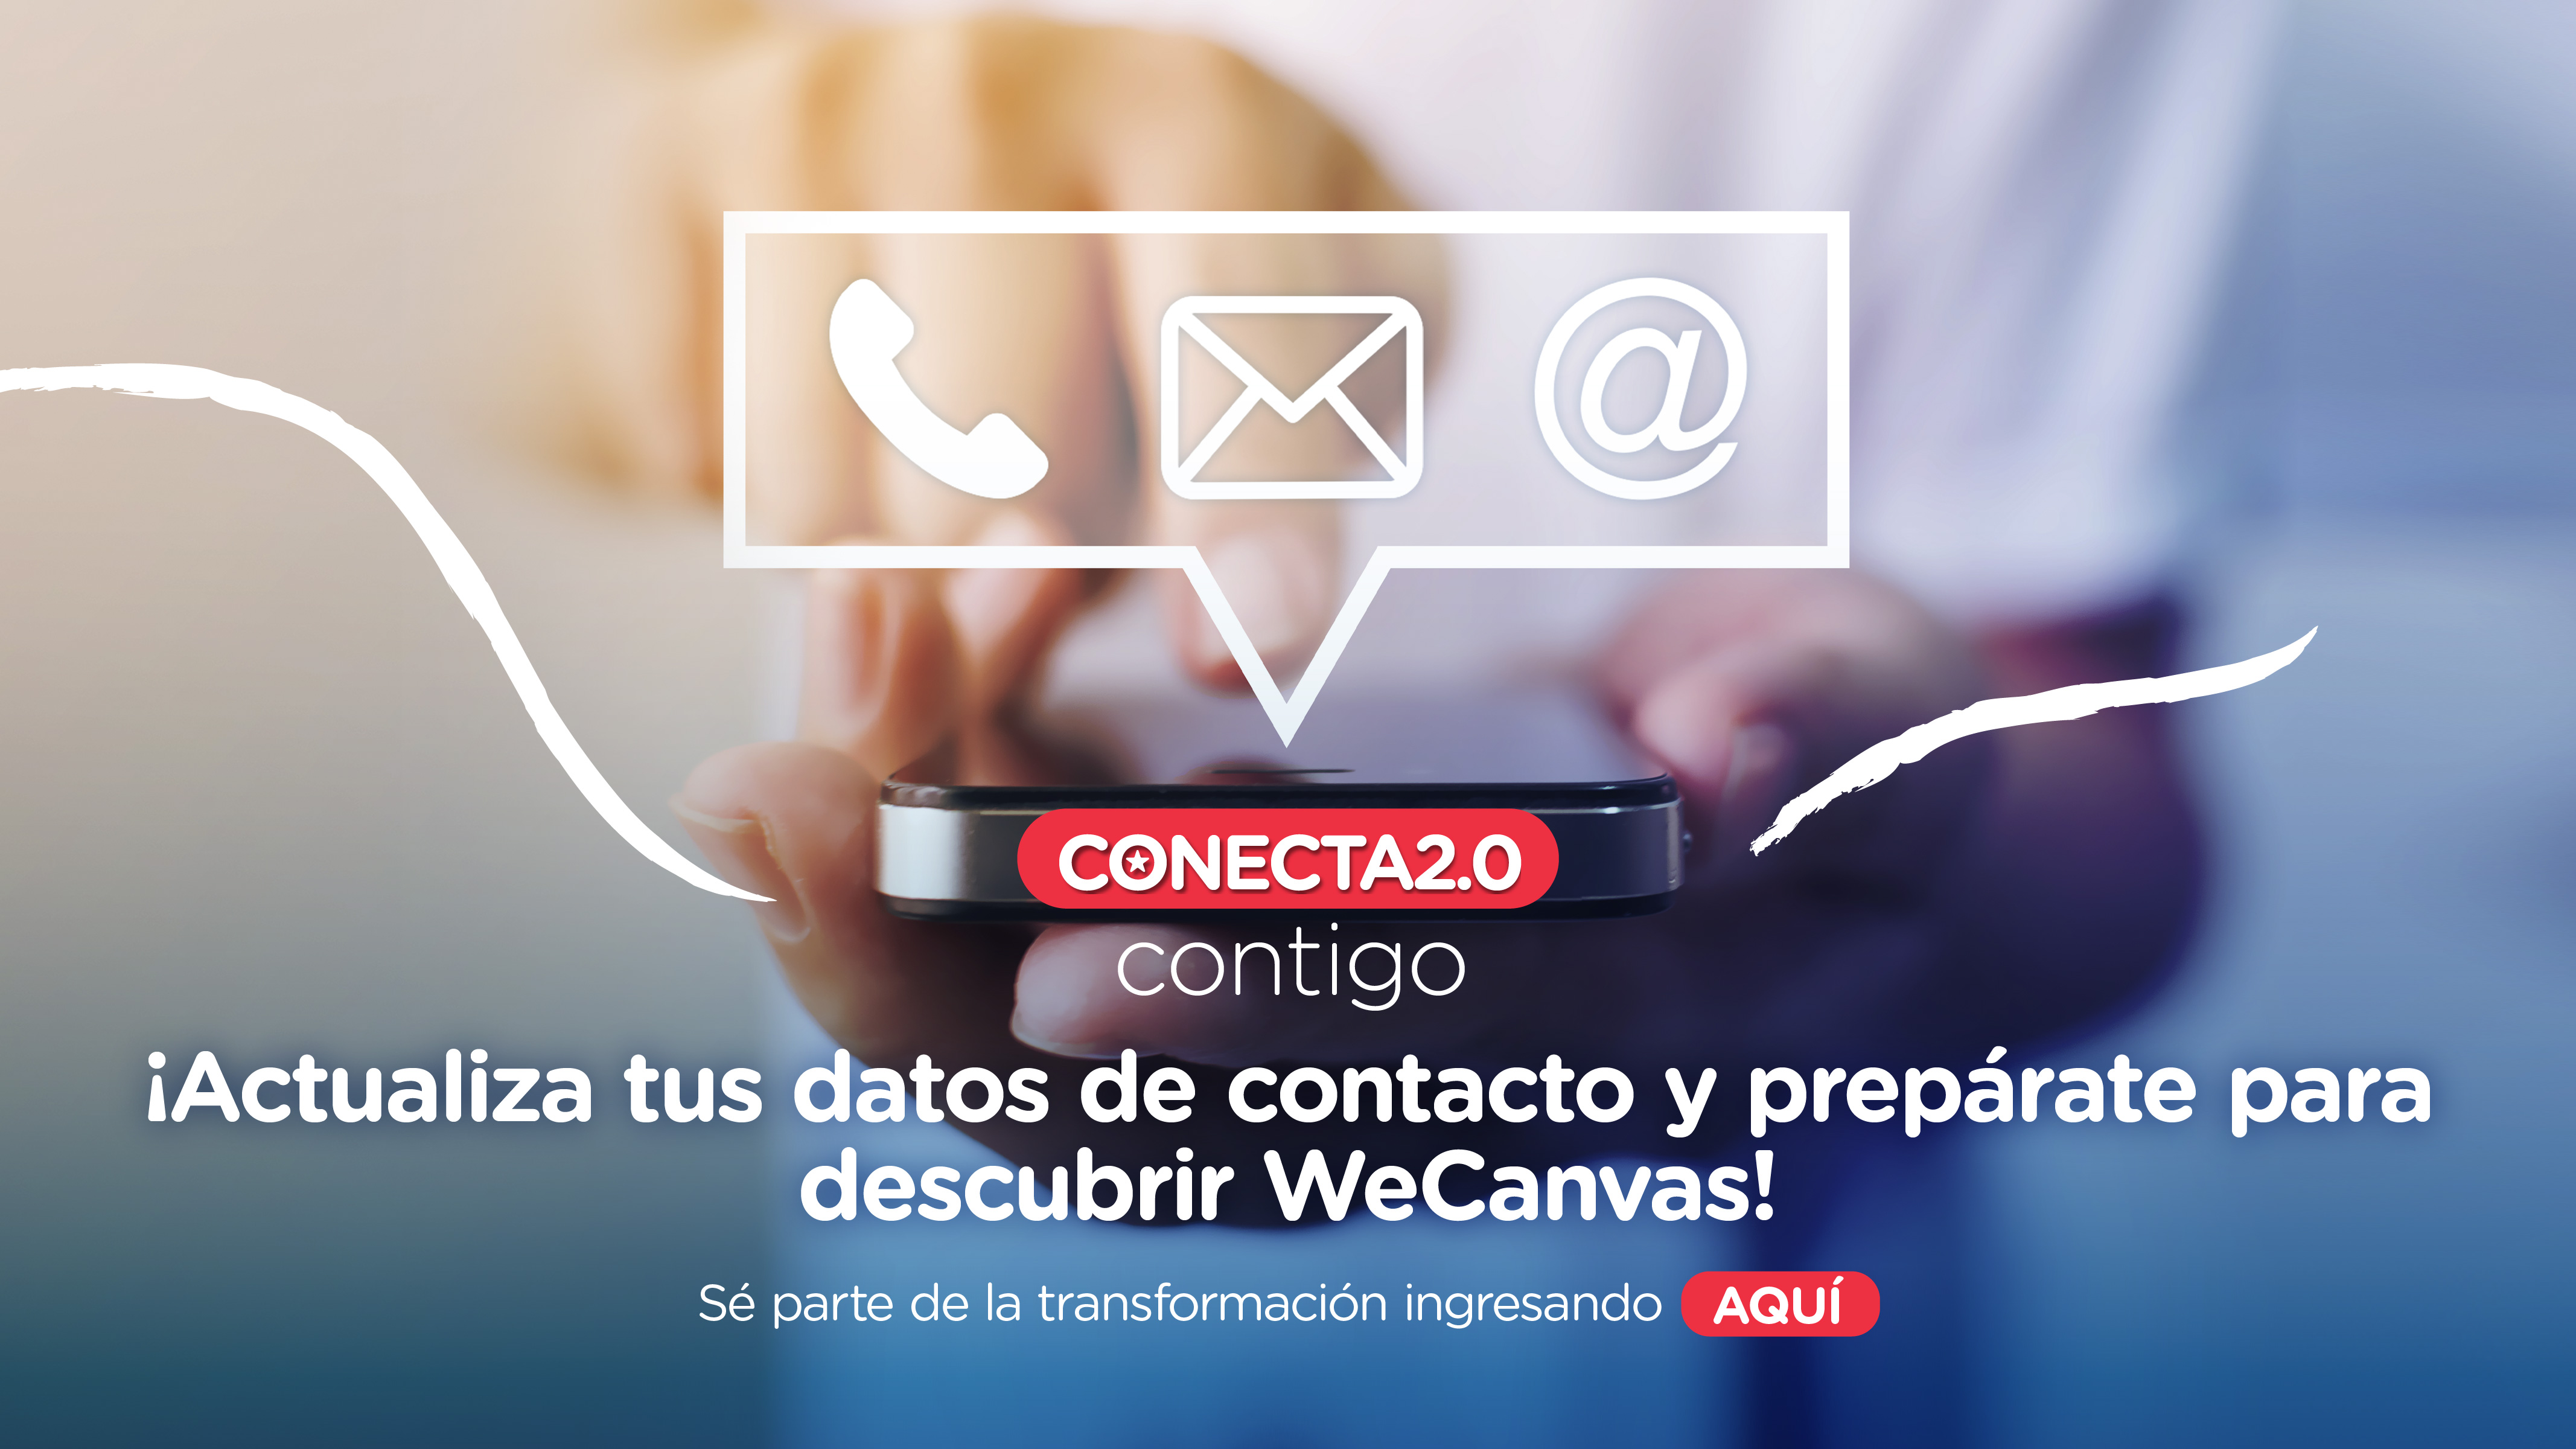 @
CONECTA2.0
contigo
¡Actualiza tus datos de contacto y prepárate para
descubrir WeCanvas!
Sé parte de la transformación ingresando AQUÍ